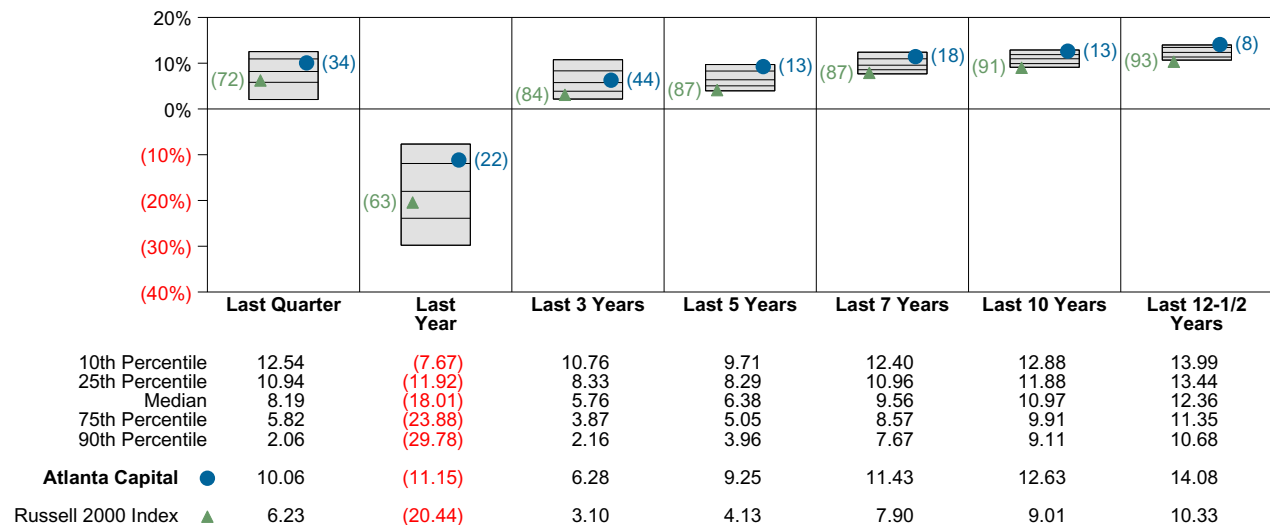 20%
10%
0%
(10%)
(20%)
(30%)
(40%)
(72) (34)
(63) (22)
(84) (44)
(87) (13)
(87) (18)
(91) (13)
(93) (8)
Last Quarter Last Last 3 Years Last 5 Years Last 7 Years Last 10 Years Last 12-1/2
Year Years
10th Percentile 12.54 (7.67) 10.76 9.71 12.40 12.88 13.99
25th Percentile 10.94 (11.92) 8.33 8.29 10.96 11.88 13.44
Median 8.19 (18.01) 5.76 6.38 9.56 10.97 12.36
75th Percentile 5.82 (23.88) 3.87 5.05 8.57 9.91 11.35
90th Percentile 2.06 (29.78) 2.16 3.96 7.67 9.11 10.68
Atlanta Capital 10.06 (11.15) 6.28 9.25 11.43 12.63 14.08
Russell 2000 Index 6.23 (20.44) 3.10 4.13 7.90 9.01 10.33